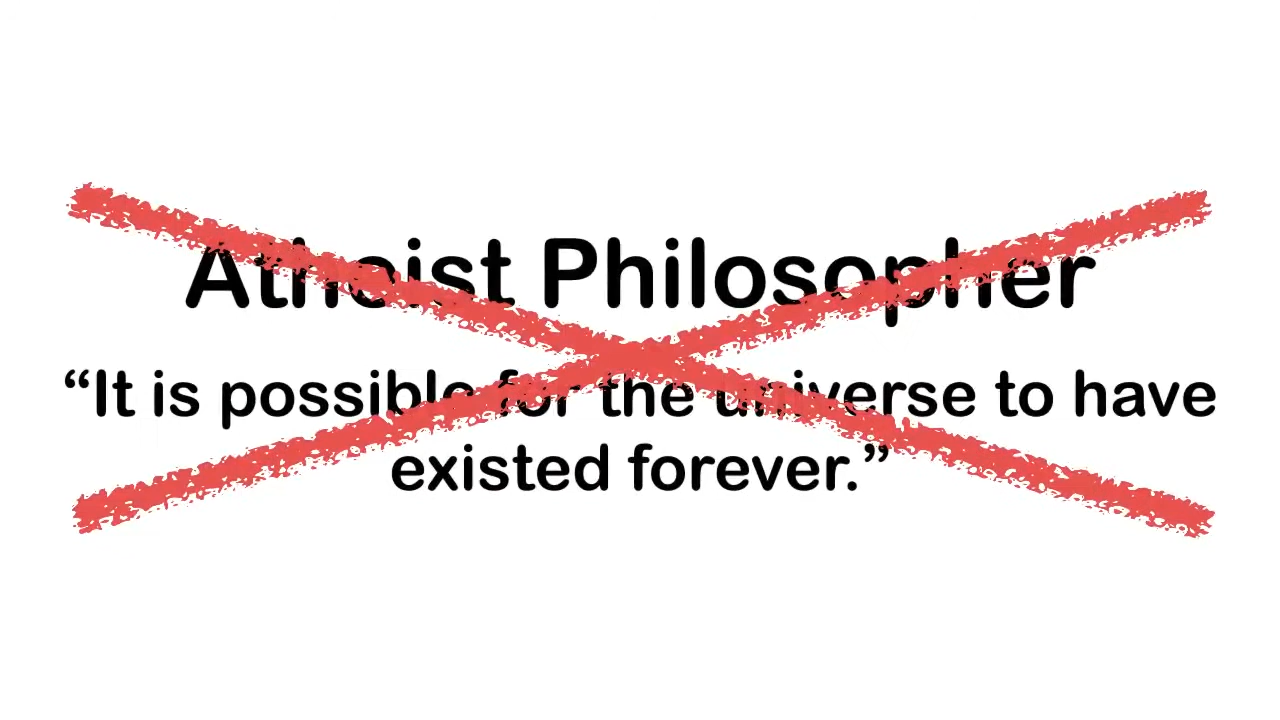 Atheist Philosopher
“It is possible for the universe to have
existed forever.”